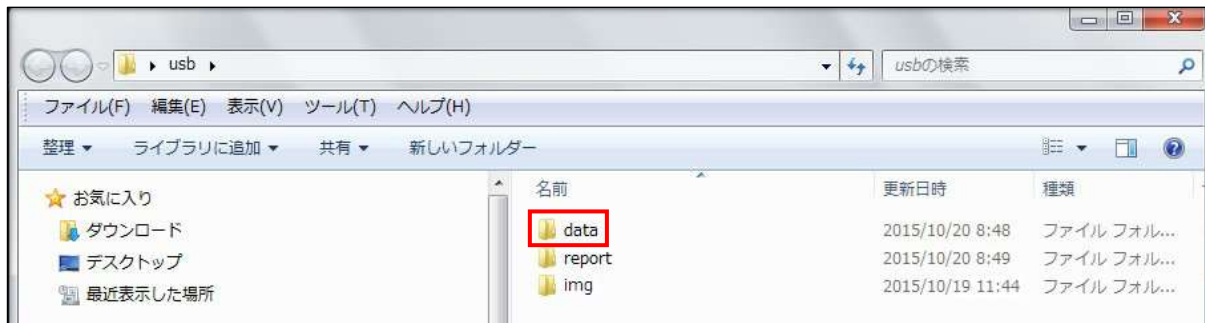 usb
usbの検索
ファイル(F) 編集(E) 表示(V) ツール(T) ヘルプ(H)
整理 ライブラリに追加 共有 新しいフォルダー
お気に入り
ダウンロード
デスクトップ
最近表示した場所
名前 更新日時 種類
data 2015/10/20 8:48 ファイル フォル...
report 2015/10/20 8:49 ファイル フォル...
img 2015/10/19 11:44 ファイル フォル...